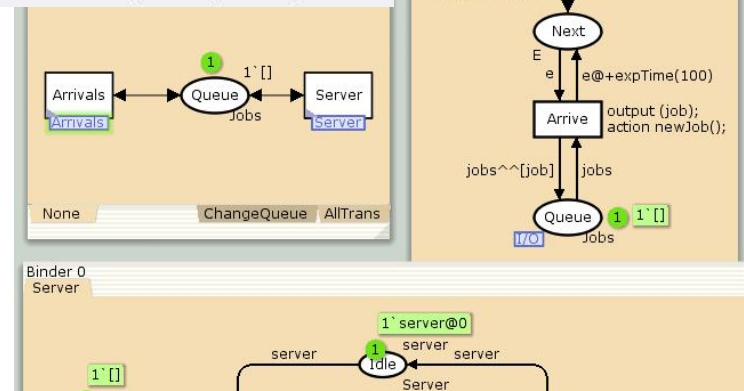 1
1`[]
Arrivals
Queue
Server
Jobs
Arrivals
Server
None
ChangeQueue
AllTrans
Next
E
e
e@+expTime(100)
Arrive
output (job);
action newJob();
jobs^^[job]
jobs
Queue
1
1`[]
I/O
Jobs
Binder 0
Server
1`server@0
1
server
server
server
Idle
Server
1`[]